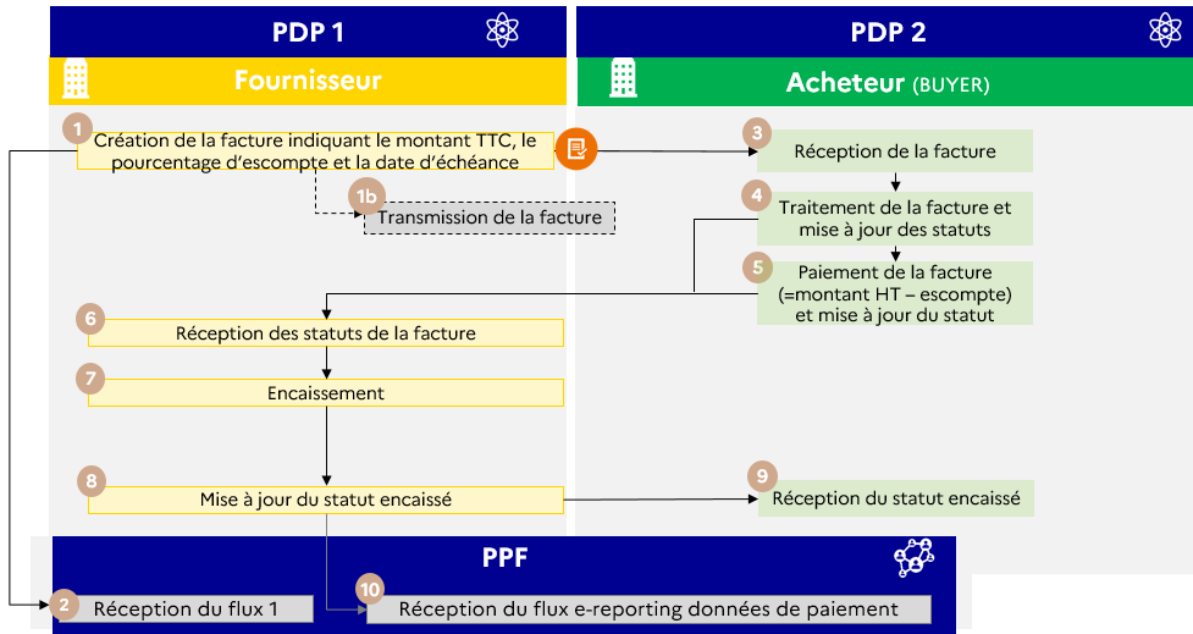 PDP 1
PDP 2
Fournisseur
Acheteur (BUYER)
1
Création de la facture indiquant le montant TTC, le
pourcentage d'escompte et la date d'échéance
3
Réception de la facture
1b
Transmission de la facture
4
Traitement de la facture et
mise à jour des statuts
5
Paiement de la facture
(=montant HT – escompte)
et mise à jour du statut
6
Réception des statuts de la facture
7
Encaissement
8
Mise à jour du statut encaissé
9
Réception du statut encaissé
PPF
2
Réception du flux 1
10
Réception du flux e-reporting données de paiement